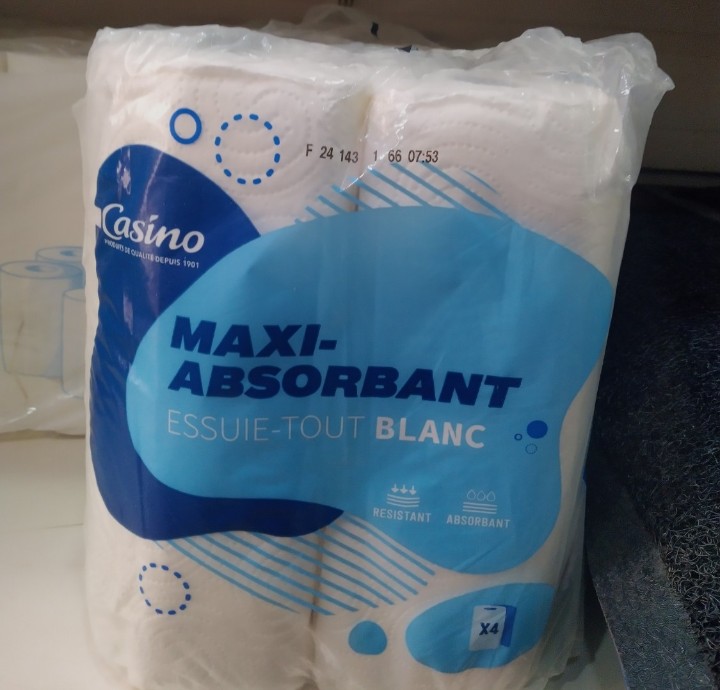 F 24 143 1 66 07:53
Casino
PRODUITS DE QUALITÉ DEPUIS 1901
MAXI-
ABSORBANT
ESSUIE-TOUT BLANC
RESISTANT ABSORBANT
X4